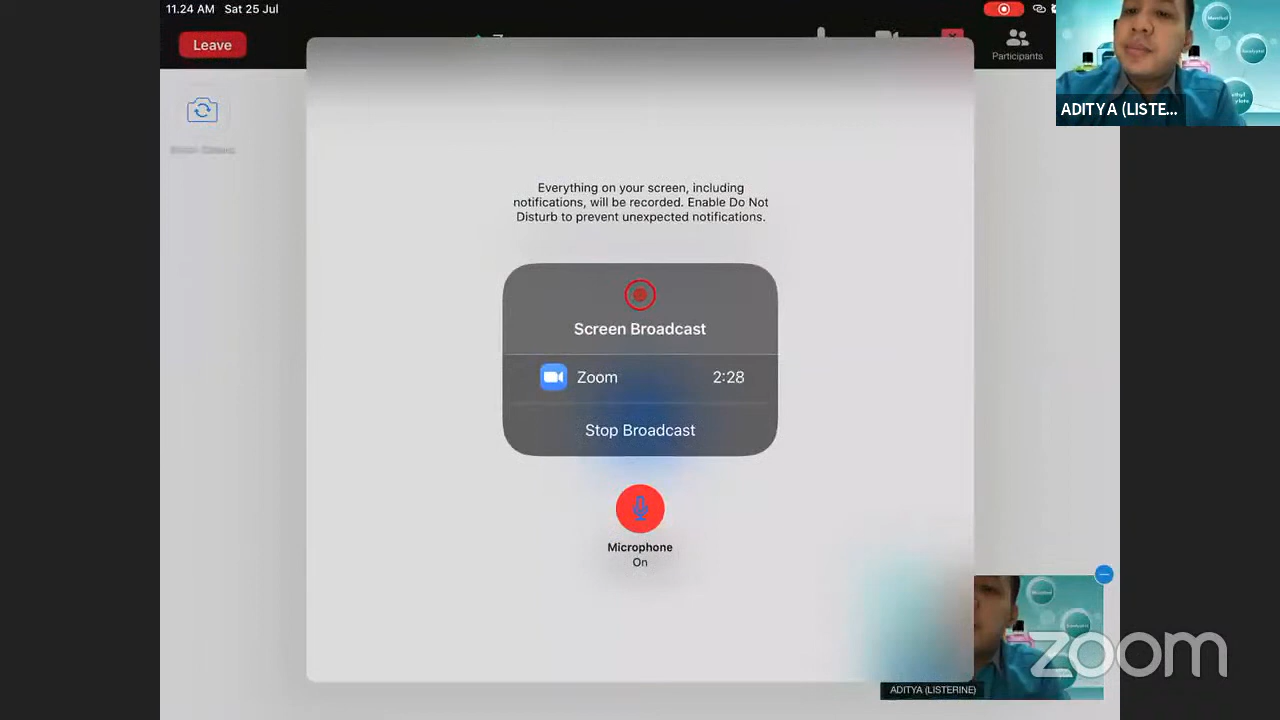 11.24 AM Sat 25 Jul
Leave
Participants
ADITYA (LISTE...
Everything on your screen, including
notifications, will be recorded. Enable Do Not
Disturb to prevent unexpected notifications.
Screen Broadcast
Zoom 2:28
Stop Broadcast
Microphone
On
ADITYA (LISTERINE)
zoom